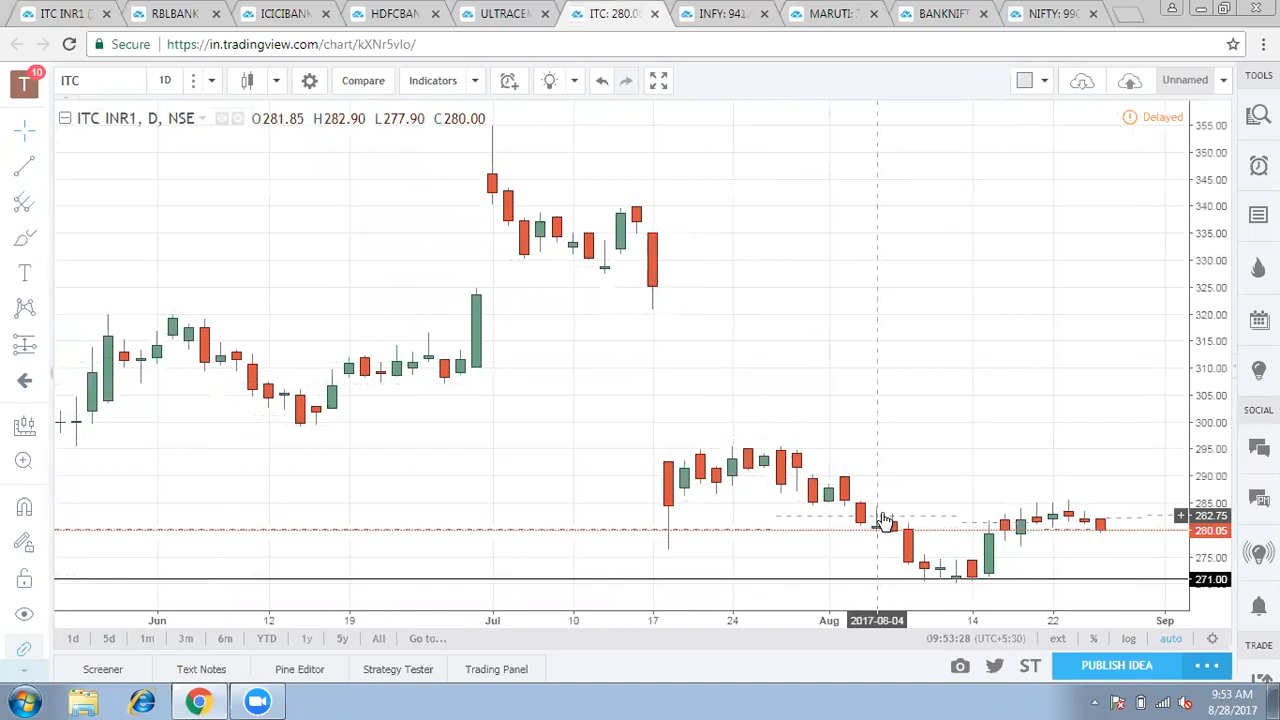 ITC INR1 (
RBLBANK
ICICIBANK
HDFCBAN
ULTRACEM
ITC: 280.0
INFY: 941
MARUTI:
BANKNIFT
NIFTY: 990
Secure https://in.tradingview.com/chart/kXNr5vIo/
T 10 ITC 1D Compare Indicators Unnamed
TOOLS
ITC INR1, D, NSE O281.85 H282.90 L277.90 C280.00
Delayed
355.00
350.00
345.00
340.00
335.00
330.00
325.00
320.00
315.00
310.00
305.00
300.00
295.00
290.00
285.00
282.75
280.05
275.00
271.00
SOCIAL
Jun 12 19 Jul 10 17 24 Aug 2017-08-04 14 22 Sep
1d 5d 1m 3m 6m YTD 1y 5y All Go to... 09:53:28 (UTC+5:30) ext % log auto
TRADE
Screener Text Notes Pine Editor Strategy Tester Trading Panel ST PUBLISH IDEA
9:53 AM
8/28/2017